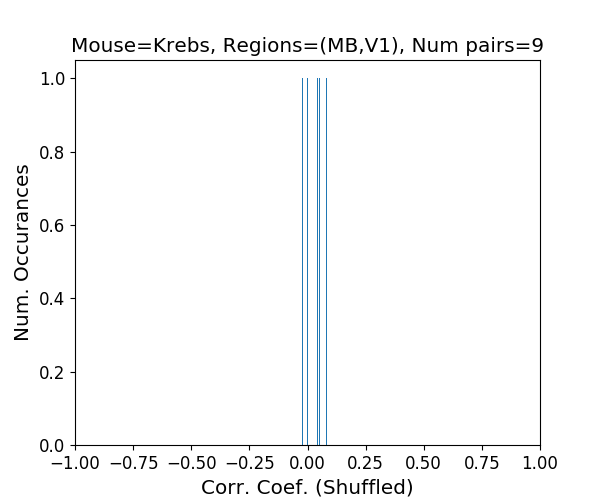 Mouse=Krebs, Regions=(MB,V1), Num pairs=9
Num. Occurances
1.0
0.8
0.6
0.4
0.2
0.0
−1.00 −0.75 −0.50 −0.25 0.00 0.25 0.50 0.75 1.00
Corr. Coef. (Shuffled)